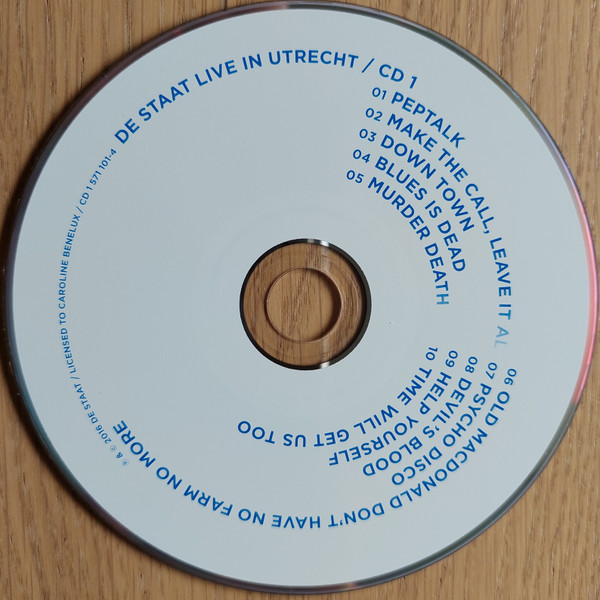 DE STAAT LIVE IN UTRECHT / CD 1
01 PEPTALK
02 MAKE THE CALL, LEAVE IT AL
03 DOWN TOWN
04 BLUES IS DEAD
05 MURDER DEATH
06 OLD MACDONALD DON'T HAVE NO FARM NO MORE
07 PSYCHO DISCO
08 DEVIL'S BLOOD
09 HELP YOURSELF
10 TIME WILL GET US TOO
℗ & © 2016 DE STAAT / LICENSED TO CAROLINE BENELUX / CD 1 571 101-4